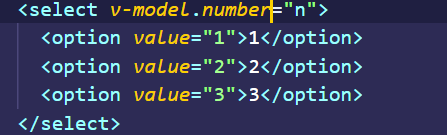 <select v-model.number="n">
<option value="1">1</option>
<option value="2">2</option>
<option value="3">3</option>
</select>